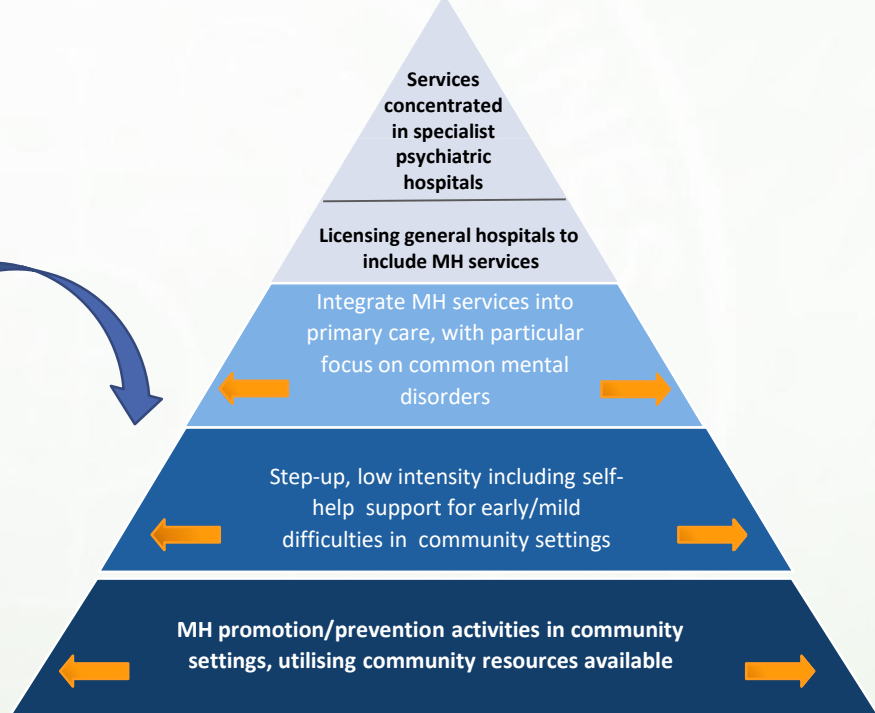 Services
concentrated
in specialist
psychiatric
hospitals
Licensing general hospitals to
include MH services
Integrate MH services into
primary care, with particular
focus on common mental
disorders
Step-up, low intensity including self-
help  support for early/mild
difficulties in  community settings
MH promotion/prevention activities in community
settings, utilising community resources available